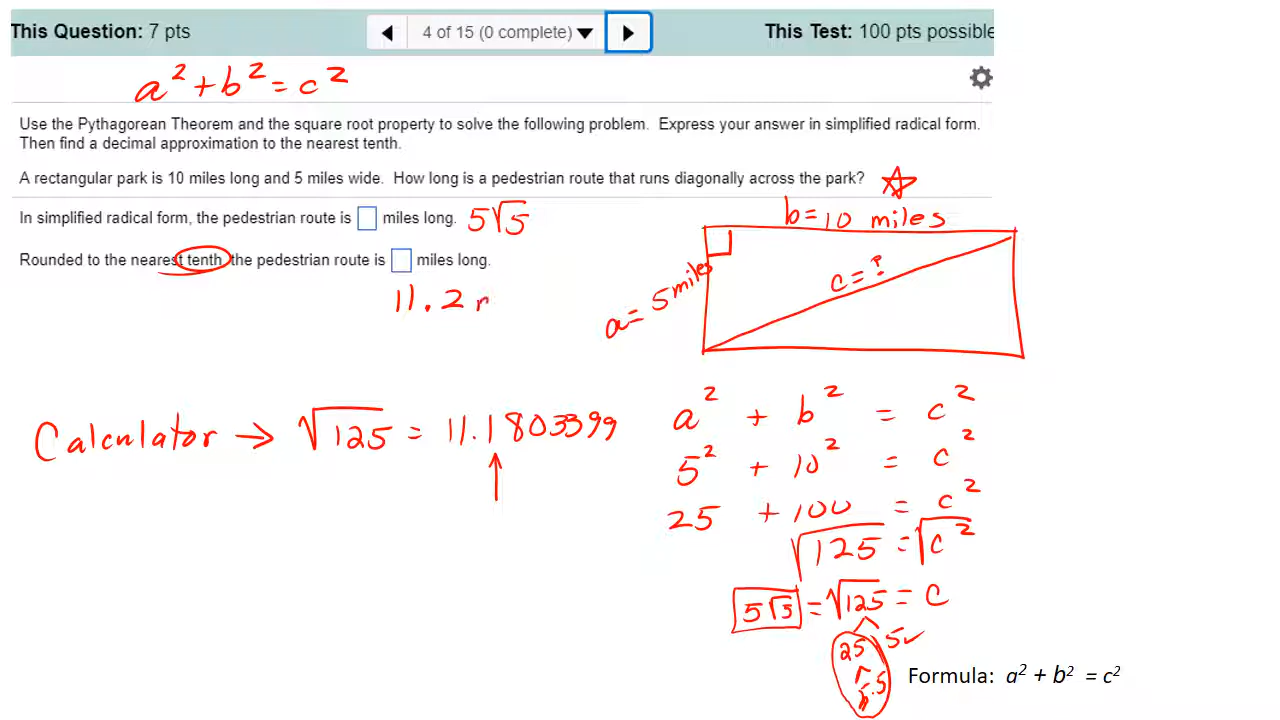 This Question: 7 pts 4 of 15 (0 complete) This Test: 100 pts possible
a² + b² = c²
Use the Pythagorean Theorem and the square root property to solve the following problem. Express your answer in simplified radical form.
Then find a decimal approximation to the nearest tenth.
A rectangular park is 10 miles long and 5 miles wide. How long is a pedestrian route that runs diagonally across the park?
In simplified radical form, the pedestrian route is miles long. 5√5
b = 10 miles
Rounded to the nearest tenth the pedestrian route is miles long.
c = ?
a = 5 miles
11.2
a² + b² = c²
Calculator → √125 = 11.1803399
5² + 10² = c²
25 + 100 = c²
√125 = √c²
5√5 = √125 = c
25 5
5·5
Formula: a² + b² = c²